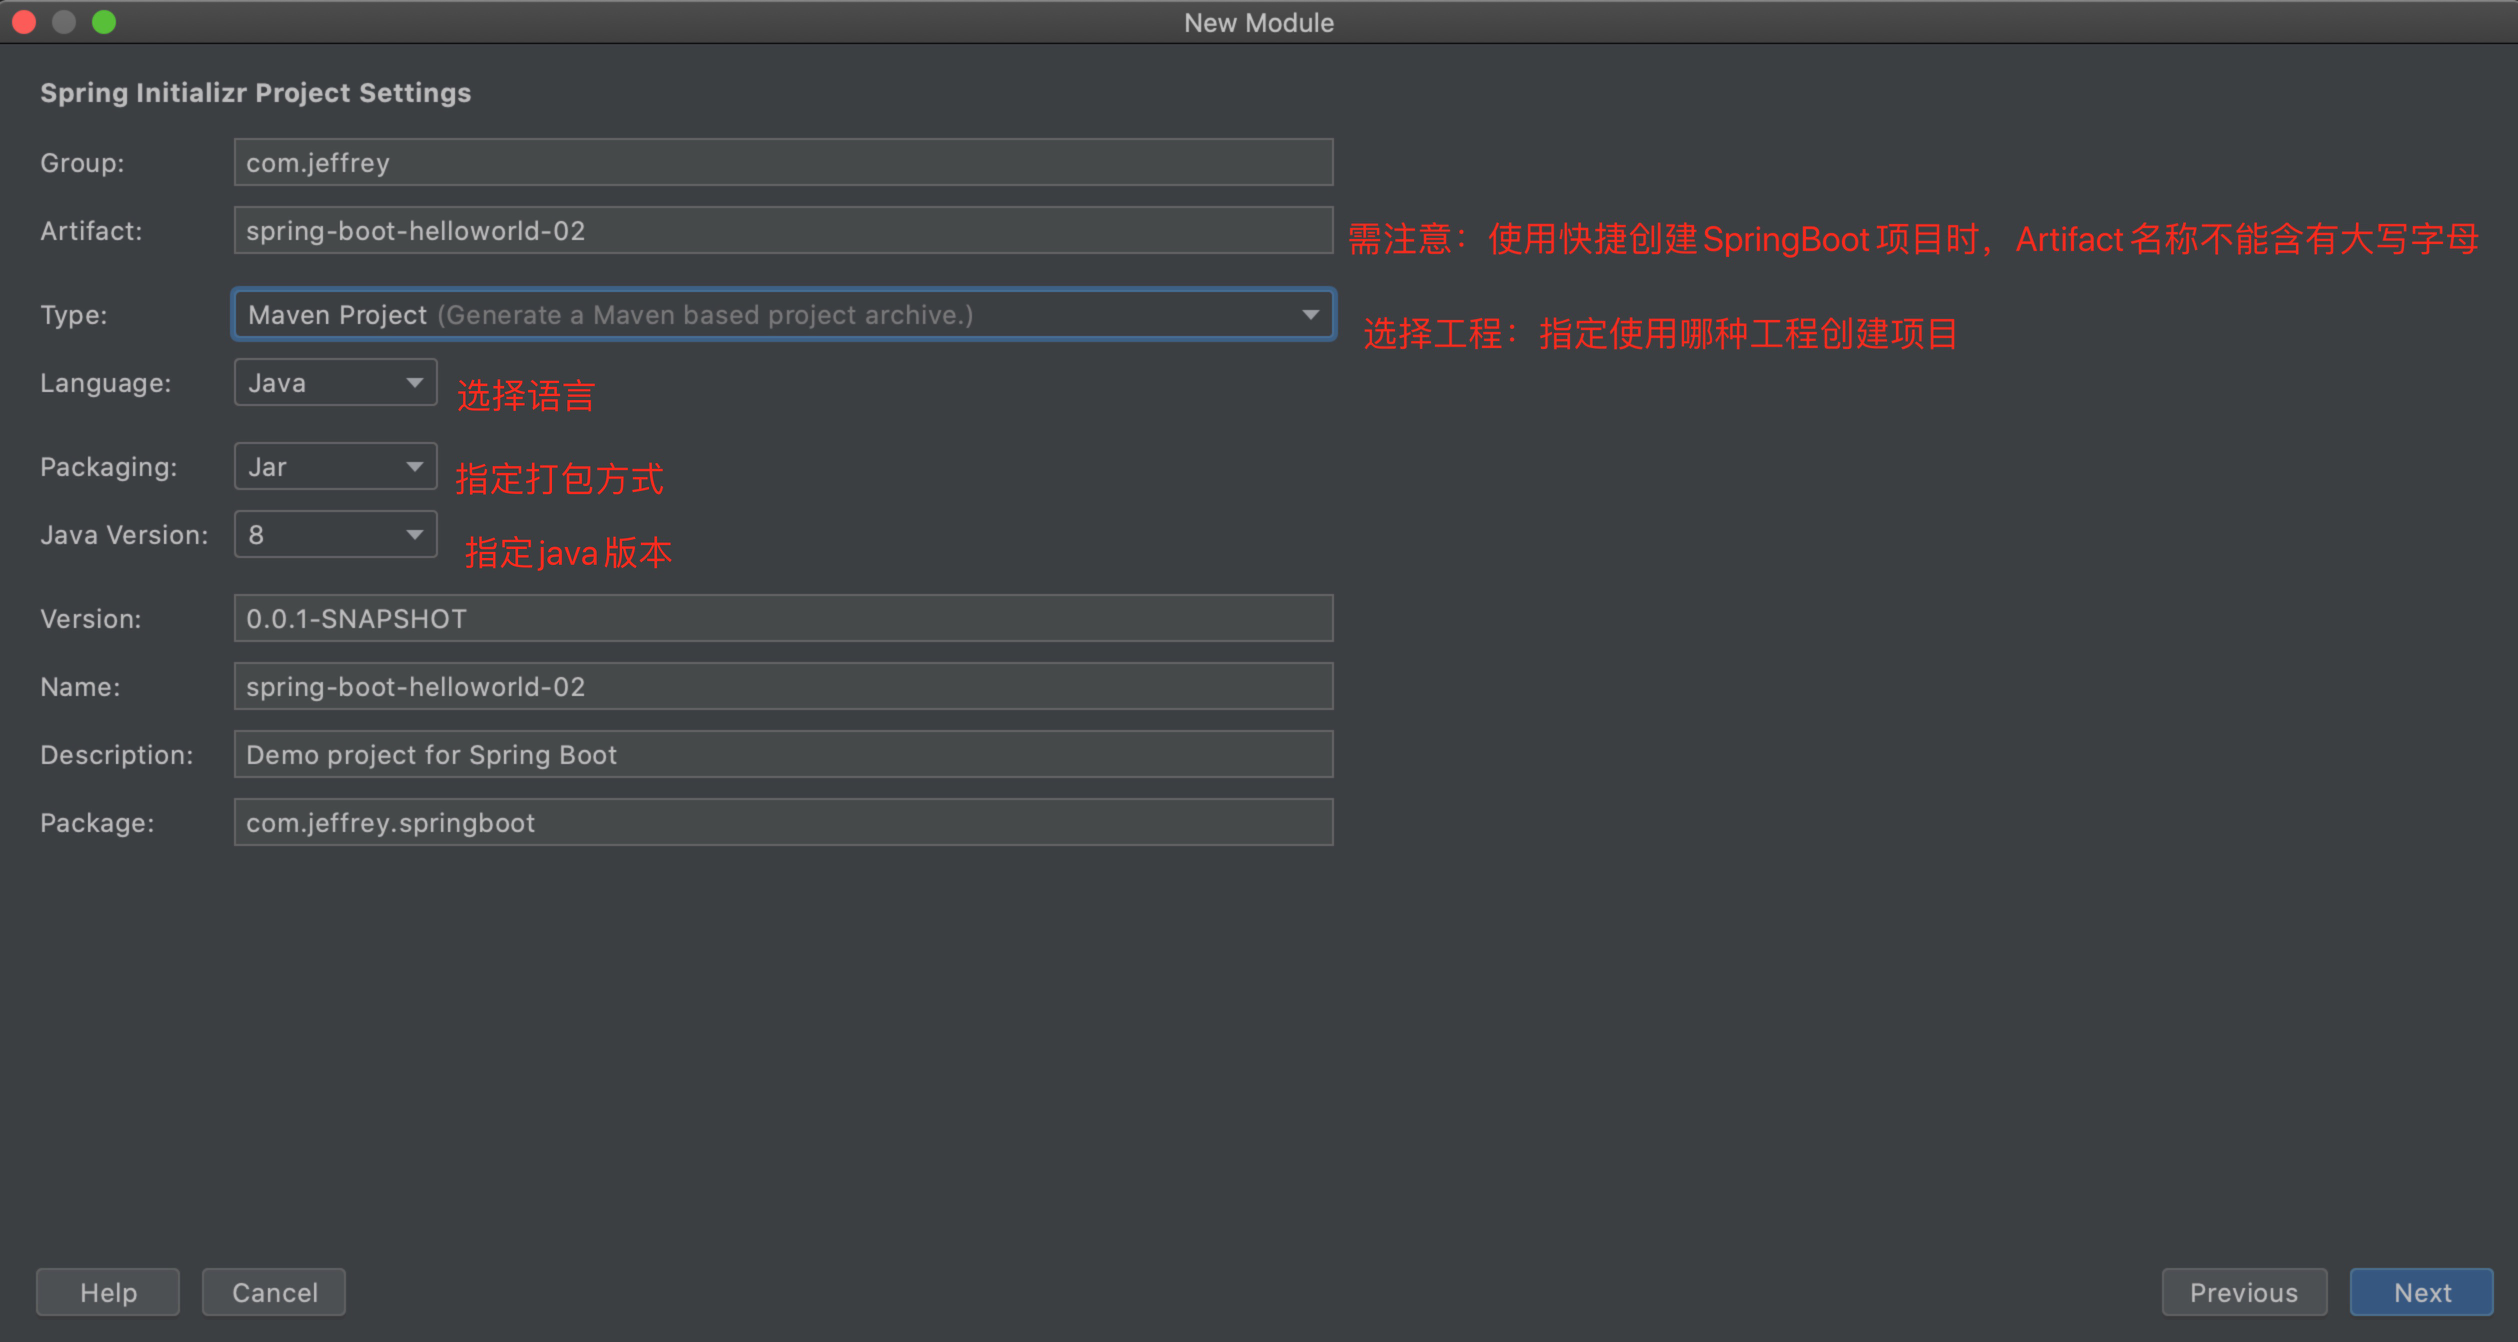 New Module
Spring Initializr Project Settings
Group: com.jeffrey
Artifact: spring-boot-helloworld-02 需注意：使用快捷创建SpringBoot项目时，Artifact名称不能含有大写字母
Type: Maven Project (Generate a Maven based project archive.) 选择工程：指定使用哪种工程创建项目
Language: Java 选择语言
Packaging: Jar 指定打包方式
Java Version: 8 指定java版本
Version: 0.0.1-SNAPSHOT
Name: spring-boot-helloworld-02
Description: Demo project for Spring Boot
Package: com.jeffrey.springboot
Help Cancel Previous Next